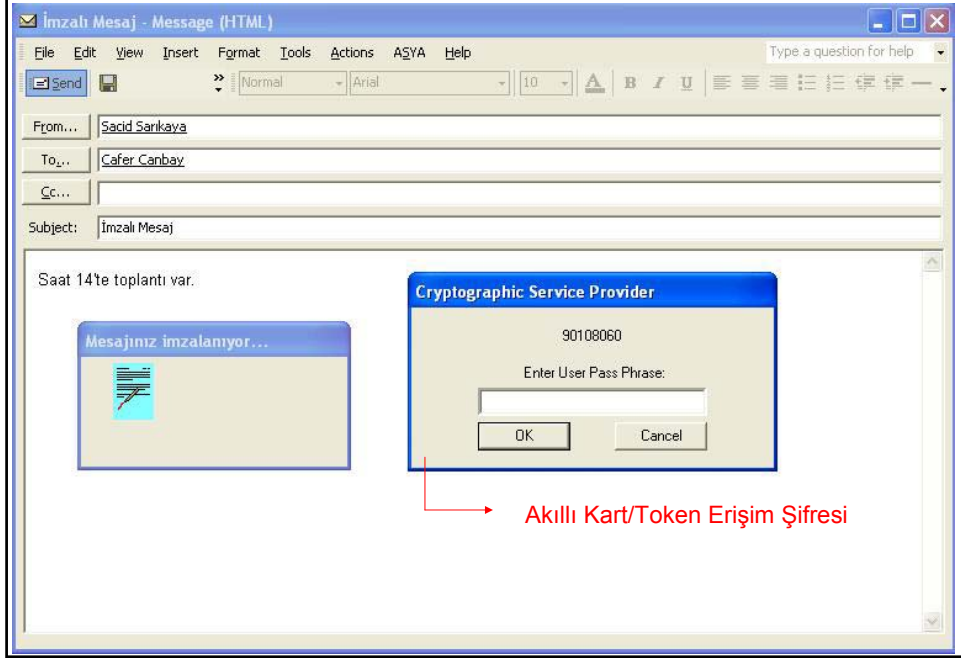 İmzalı Mesaj - Message (HTML)
File Edit View Insert Format Tools Actions ASYA Help Type a question for help
Send Normal Arial 10 A B I U
From... Sacid Sarıkaya
To... Cafer Canbay
Cc...
Subject: İmzalı Mesaj
Saat 14'te toplantı var.
Cryptographic Service Provider
90108060
Enter User Pass Phrase:
OK Cancel
Mesajınız imzalanıyor...
Akıllı Kart/Token Erişim Şifresi